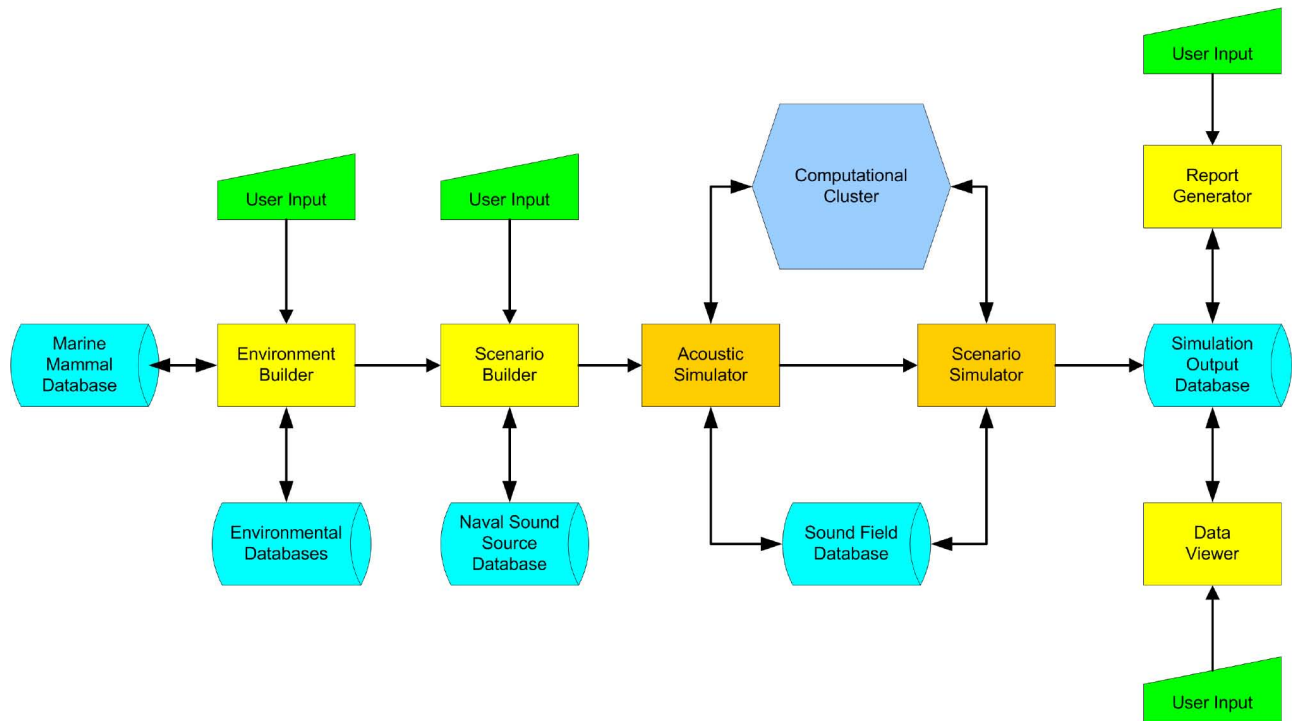 User Input
Report
Generator
Computational
Cluster
User Input
User Input
Marine
Mammal
Database
Environment
Builder
Scenario
Builder
Acoustic
Simulator
Scenario
Simulator
Simulation
Output
Database
Environmental
Databases
Naval Sound
Source
Database
Sound Field
Database
Data
Viewer
User Input